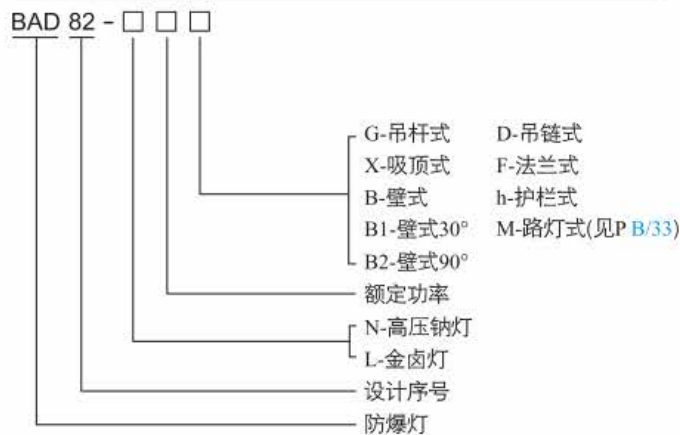 BAD 82 - □ □ □
G-吊杆式 D-吊链式
X-吸顶式 F-法兰式
B-壁式 h-护栏式
B1-壁式30° M-路灯式(见P B/33)
B2-壁式90°
额定功率
N-高压钠灯
L-金卤灯
设计序号
防爆灯